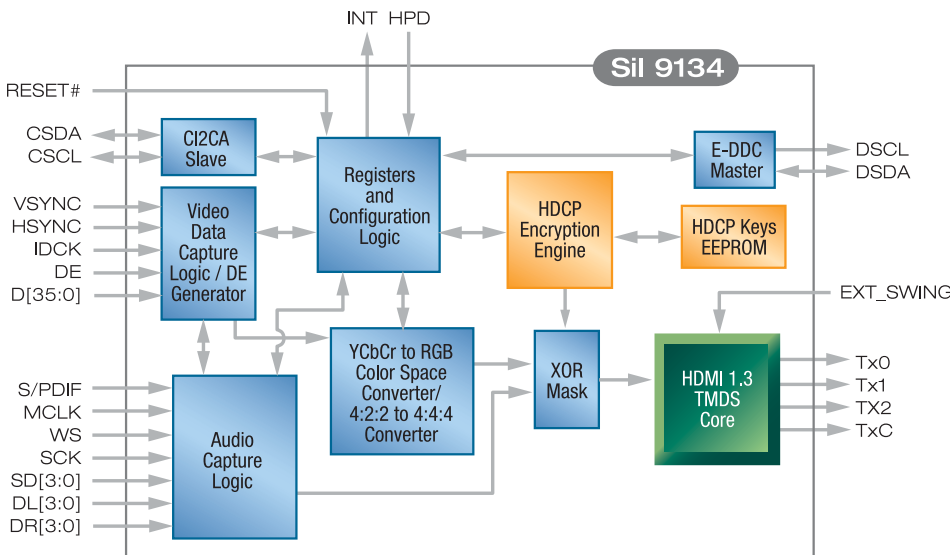 INT HPD
SiI 9134
RESET#
CSDA
CSCL
CI2CA
Slave
Registers
and
Configuration
Logic
E-DDC
Master
DSCL
DSDA
VSYNC
HSYNC
IDCK
DE
D[35:0]
Video
Data
Capture
Logic / DE
Generator
HDCP
Encryption
Engine
HDCP Keys
EEPROM
EXT_SWING
YCbCr to RGB
Color Space
Converter/
4:2:2 to 4:4:4
Converter
XOR
Mask
HDMI 1.3
TMDS
Core
Tx0
Tx1
TX2
TxC
S/PDIF
MCLK
WS
SCK
SD[3:0]
DL[3:0]
DR[3:0]
Audio
Capture
Logic